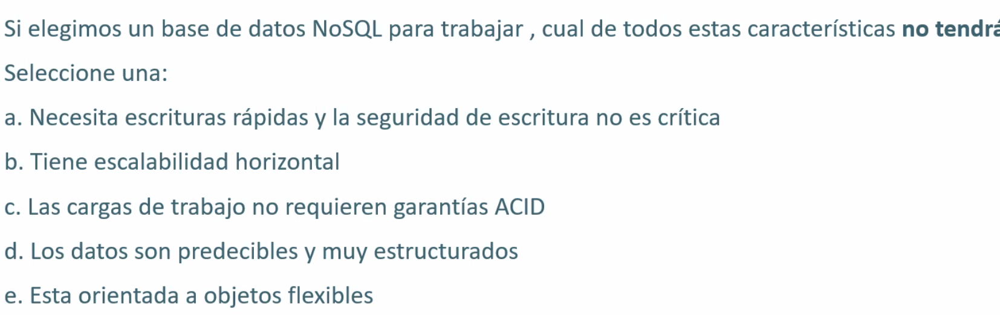 Si elegimos un base de datos NoSQL para trabajar , cual de todos estas características no tendrá
Seleccione una:
a. Necesita escrituras rápidas y la seguridad de escritura no es crítica
b. Tiene escalabilidad horizontal
c. Las cargas de trabajo no requieren garantías ACID
d. Los datos son predecibles y muy estructurados
e. Esta orientada a objetos flexibles